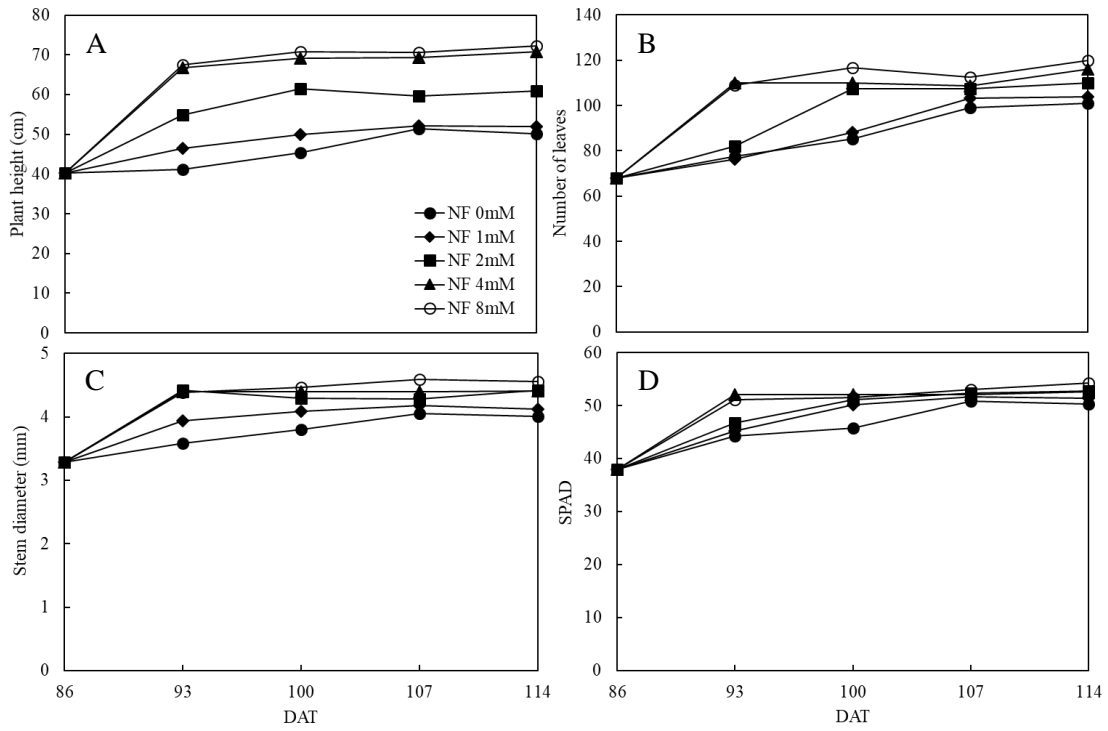 A
Plant height (cm)
80
70
60
50
40
30
20
10
0
NF 0mM
NF 1mM
NF 2mM
NF 4mM
NF 8mM
B
Number of leaves
140
120
100
80
60
40
20
0
C
Stem diameter (mm)
5
4
3
2
1
0
86
93
100
107
114
DAT
D
SPAD
60
50
40
30
20
10
0
86
93
100
107
114
DAT